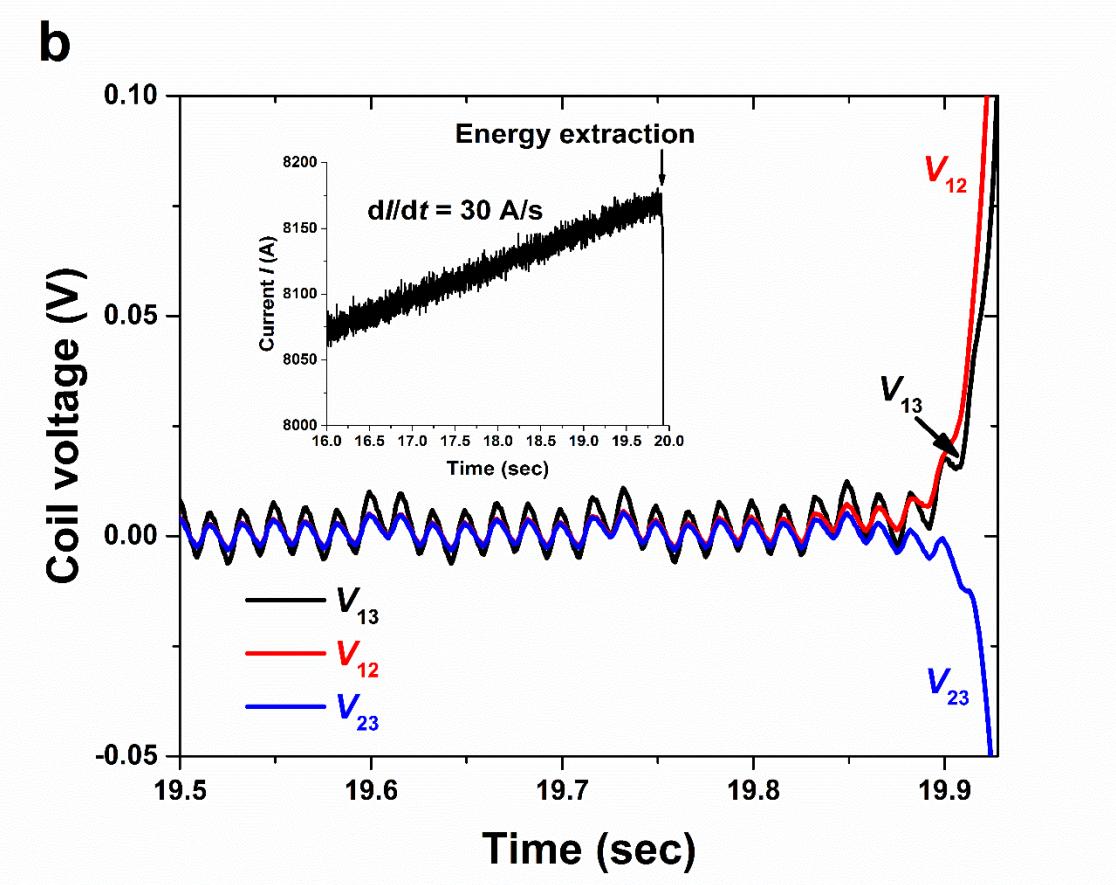 b
0.10
0.05
0.00
-0.05
Coil voltage (V)
Energy extraction
8200
8150
8100
8050
8000
Current I (A)
dI/dt = 30 A/s
16.0 16.5 17.0 17.5 18.0 18.5 19.0 19.5 20.0
Time (sec)
V12
V13
V13
V12
V23
V23
19.5 19.6 19.7 19.8 19.9
Time (sec)